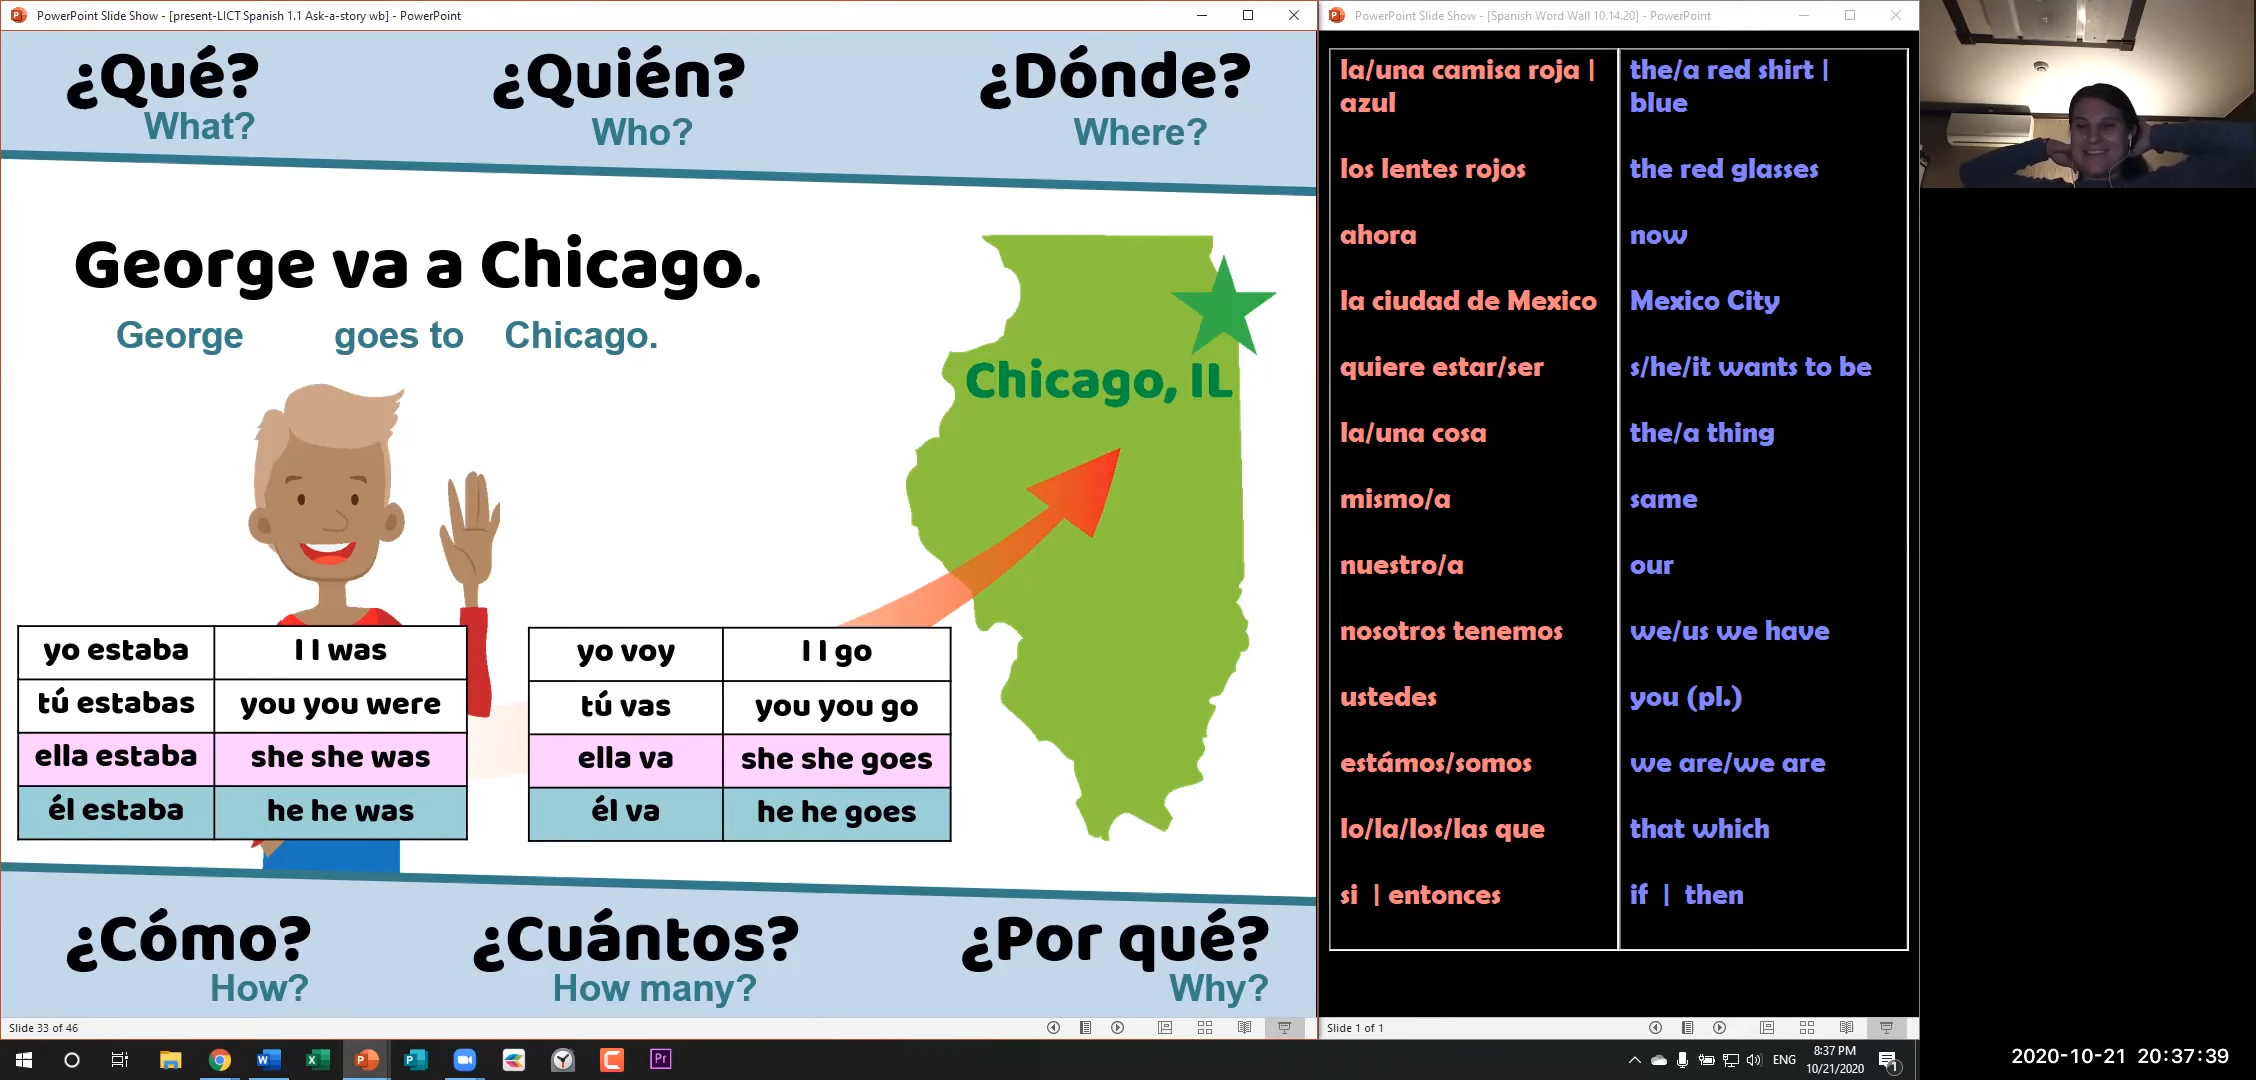 PowerPoint Slide Show - [present-LICT Spanish 1.1 Ask-a-story wb] - PowerPoint
¿Qué? ¿Quién? ¿Dónde?
What? Who? Where?
George va a Chicago.
George goes to Chicago.
Chicago, IL
yo estaba I I was
tú estabas you you were
ella estaba she she was
él estaba he he was
yo voy I I go
tú vas you you go
ella va she she goes
él va he he goes
¿Cómo? ¿Cuántos? ¿Por qué?
How? How many? Why?
Slide 33 of 46
PowerPoint Slide Show - [Spanish Word Wall 10.14.20] - PowerPoint
la/una camisa roja | the/a red shirt |
azul blue
los lentes rojos the red glasses
ahora now
la ciudad de Mexico Mexico City
quiere estar/ser s/he/it wants to be
la/una cosa the/a thing
mismo/a same
nuestro/a our
nosotros tenemos we/us we have
ustedes you (pl.)
estámos/somos we are/we are
lo/la/los/las que that which
si | entonces if | then
Slide 1 of 1
ENG
8:37 PM
10/21/2020
1
Pr
2020-10-21 20:37:39